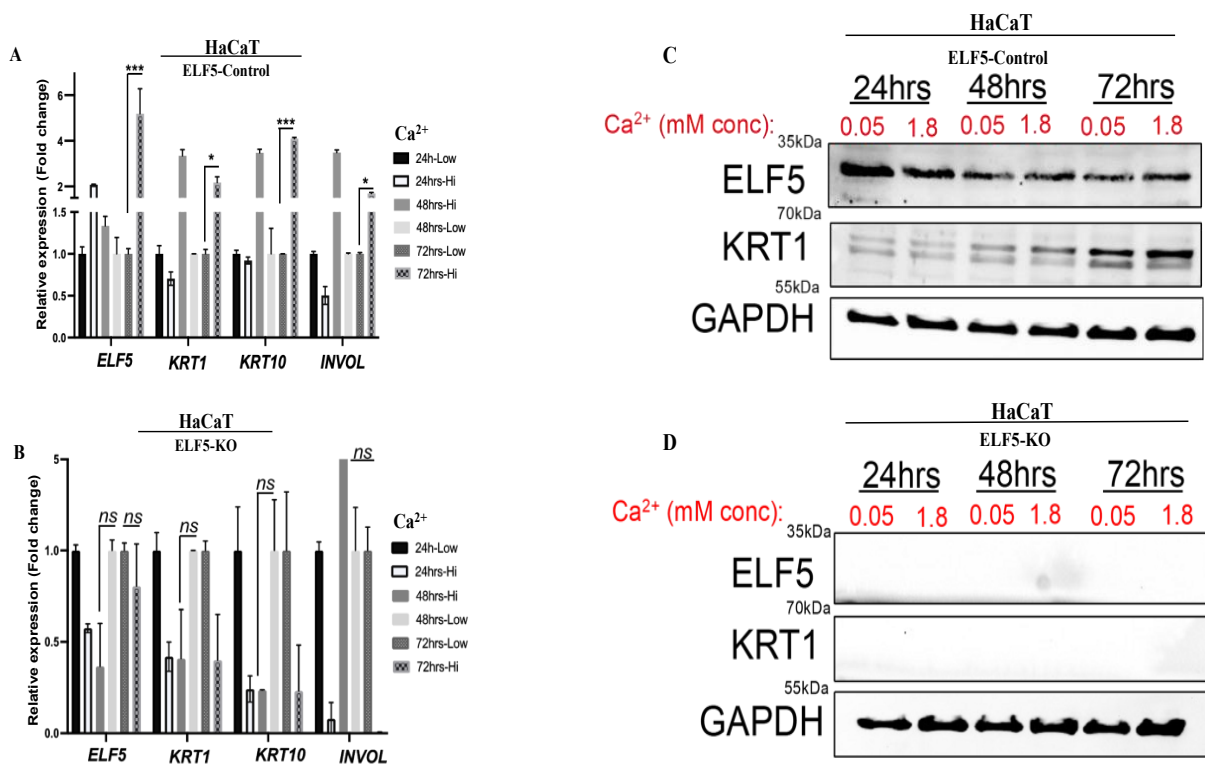 A
HaCaT
ELF5-Control
Relative expression (Fold change)
6
4
2
1.5
1.0
0.5
0.0
***
*
***
*
ELF5
KRT1
KRT10
INVOL
Ca²⁺
24h-Low
24hrs-Hi
48hrs-Hi
48hrs-Low
72hrs-Low
72hrs-Hi
B
HaCaT
ELF5-KO
Relative expression (Fold change)
5
1.0
0.5
0.0
ns
ns
ns
ns
ns
ELF5
KRT1
KRT10
INVOL
Ca²⁺
24h-Low
24hrs-Hi
48hrs-Hi
48hrs-Low
72hrs-Low
72hrs-Hi
C
HaCaT
ELF5-Control
24hrs 48hrs 72hrs
Ca²⁺ (mM conc): 0.05 1.8 0.05 1.8 0.05 1.8
35kDa
ELF5
70kDa
KRT1
55kDa
GAPDH
D
HaCaT
ELF5-KO
24hrs 48hrs 72hrs
Ca²⁺ (mM conc): 0.05 1.8 0.05 1.8 0.05 1.8
35kDa
ELF5
70kDa
KRT1
55kDa
GAPDH